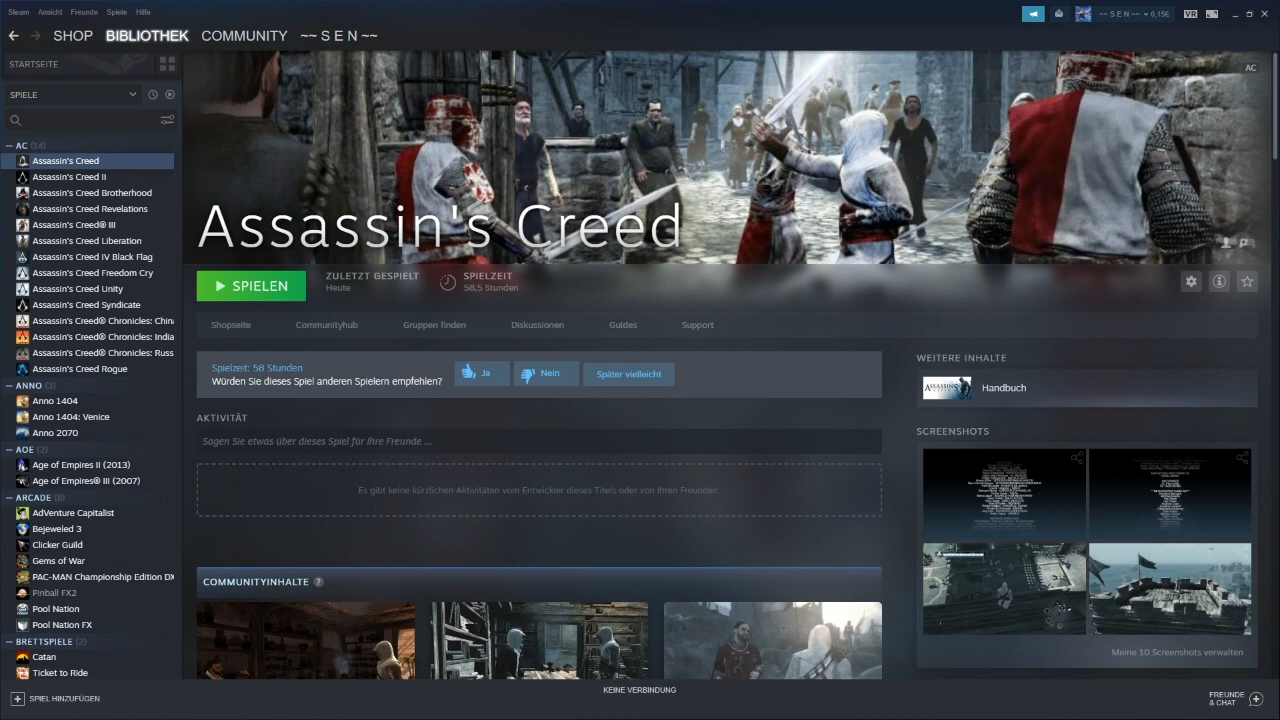 Steam Ansicht Freunde Spiele Hilfe
~~ S E N ~~ 0,15€
VR
SHOP BIBLIOTHEK COMMUNITY ~~ S E N ~~
STARTSEITE
SPIELE
— AC (14)
Assassin's Creed
Assassin's Creed II
Assassin's Creed Brotherhood
Assassin's Creed Revelations
Assassin's Creed® III
Assassin's Creed Liberation
Assassin's Creed IV Black Flag
Assassin's Creed Freedom Cry
Assassin's Creed Unity
Assassin's Creed Syndicate
Assassin's Creed® Chronicles: China
Assassin's Creed® Chronicles: India
Assassin's Creed® Chronicles: Russ
Assassin's Creed Rogue
— ANNO (3)
Anno 1404
Anno 1404: Venice
Anno 2070
— AOE (2)
Age of Empires II (2013)
Age of Empires® III (2007)
— ARCADE (8)
AdVenture Capitalist
Bejeweled 3
Clicker Guild
Gems of War
PAC-MAN Championship Edition DX
Pinball FX2
Pool Nation
Pool Nation FX
— BRETTSPIELE (2)
Catan
Ticket to Ride
SPIEL HINZUFÜGEN
AC
Assassin's Creed
SPIELEN
ZULETZT GESPIELT
Heute
SPIELZEIT
58,5 Stunden
Shopseite Communityhub Gruppen finden Diskussionen Guides Support
Spielzeit: 58 Stunden
Würden Sie dieses Spiel anderen Spielern empfehlen?
Ja Nein Später vielleicht
AKTIVITÄT
Sagen Sie etwas über dieses Spiel für Ihre Freunde ...
Es gibt keine kürzlichen Aktivitäten vom Entwickler dieses Titels oder von Ihren Freunden.
COMMUNITYINHALTE ?
WEITERE INHALTE
ASSASSIN'S CREED
Handbuch
SCREENSHOTS
Meine 10 Screenshots verwalten
KEINE VERBINDUNG
FREUNDE
& CHAT